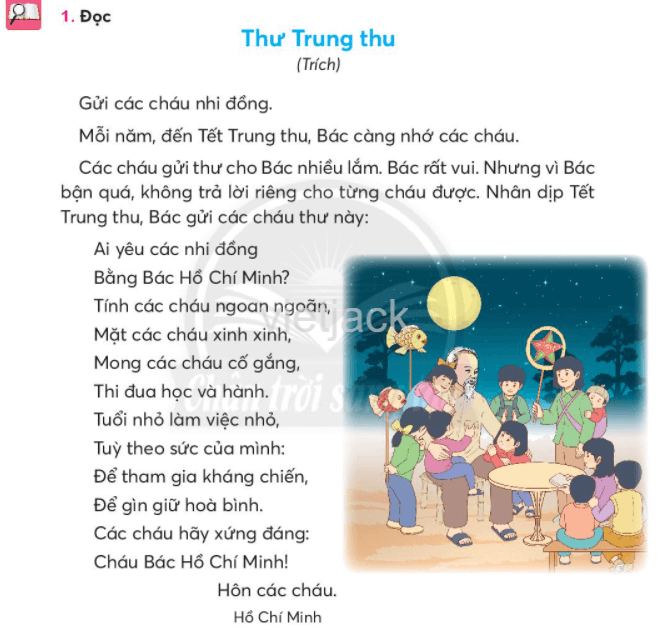 1. Đọc
Thư Trung thu
(Trích)
Gửi các cháu nhi đồng.
Mỗi năm, đến Tết Trung thu, Bác càng nhớ các cháu.
Các cháu gửi thư cho Bác nhiều lắm. Bác rất vui. Nhưng vì Bác
bận quá, không trả lời riêng cho từng cháu được. Nhân dịp Tết
Trung thu, Bác gửi các cháu thư này:
Ai yêu các nhi đồng
Bằng Bác Hồ Chí Minh?
Tính các cháu ngoan ngoãn,
Mặt các cháu xinh xinh,
Mong các cháu cố gắng,
Thi đua học và hành.
Tuổi nhỏ làm việc nhỏ,
Tuỳ theo sức của mình:
Để tham gia kháng chiến,
Để gìn giữ hoà bình.
Các cháu hãy xứng đáng:
Cháu Bác Hồ Chí Minh!
Hôn các cháu.
Hồ Chí Minh
vietjack
Chân trời